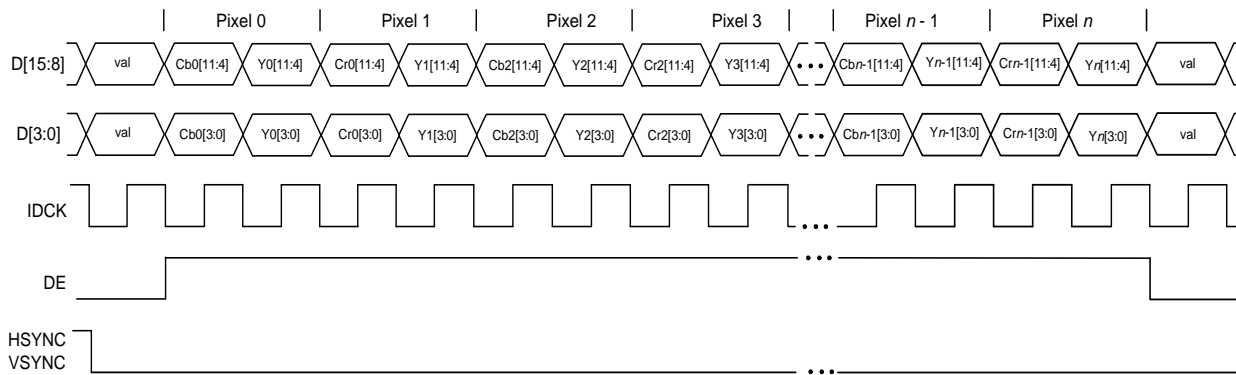 Pixel 0 Pixel 1 Pixel 2 Pixel 3 Pixel n - 1 Pixel n
D[15:8] val Cb0[11:4] Y0[11:4] Cr0[11:4] Y1[11:4] Cb2[11:4] Y2[11:4] Cr2[11:4] Y3[11:4] ••• Cbn-1[11:4] Yn-1[11:4] Crn-1[11:4] Yn[11:4] val
D[3:0] val Cb0[3:0] Y0[3:0] Cr0[3:0] Y1[3:0] Cb2[3:0] Y2[3:0] Cr2[3:0] Y3[3:0] ••• Cbn-1[3:0] Yn-1[3:0] Crn-1[3:0] Yn[3:0] val
IDCK •••
DE •••
HSYNC
VSYNC •••